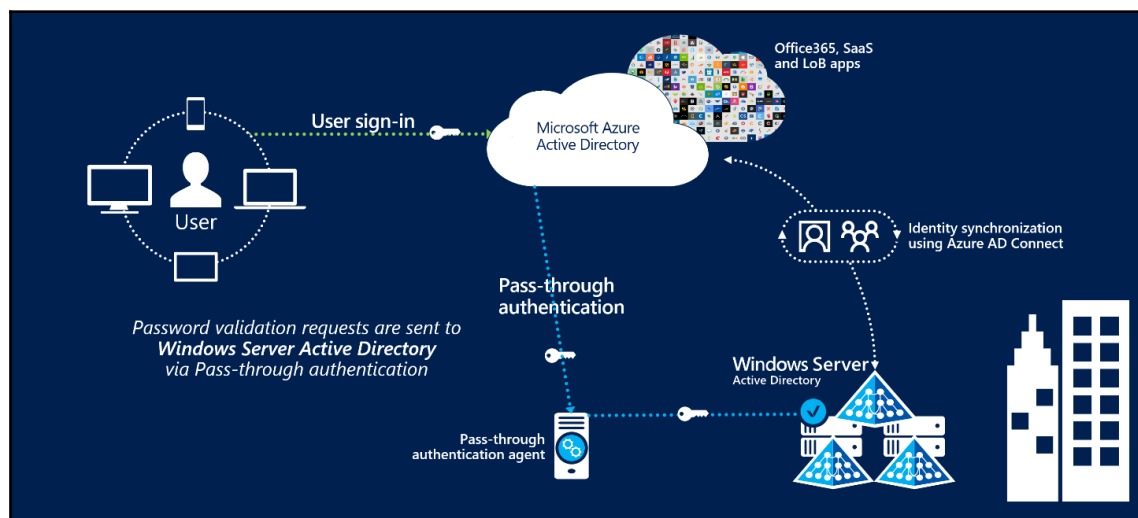 Office365, SaaS
and LoB apps
User sign-in
Microsoft Azure
Active Directory
User
Identity synchronization
using Azure AD Connect
Pass-through
authentication
Password validation requests are sent to
Windows Server Active Directory
via Pass-through authentication
Windows Server
Active Directory
Pass-through
authentication agent